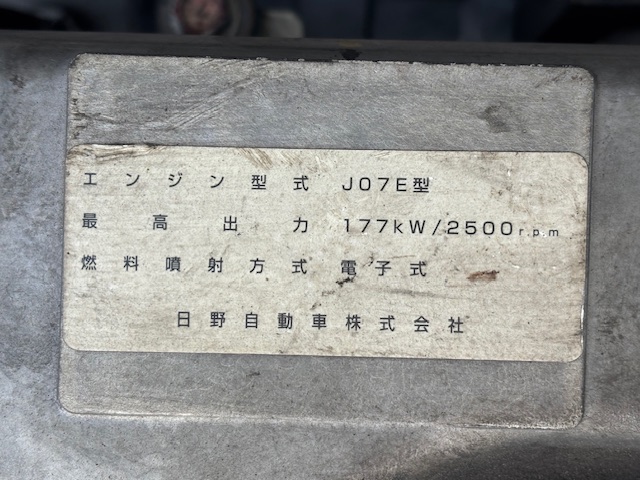 エンジン型式 J07E型
最高出力 177kW/2500r.p.m
燃料噴射方式 電子式
日野自動車株式会社